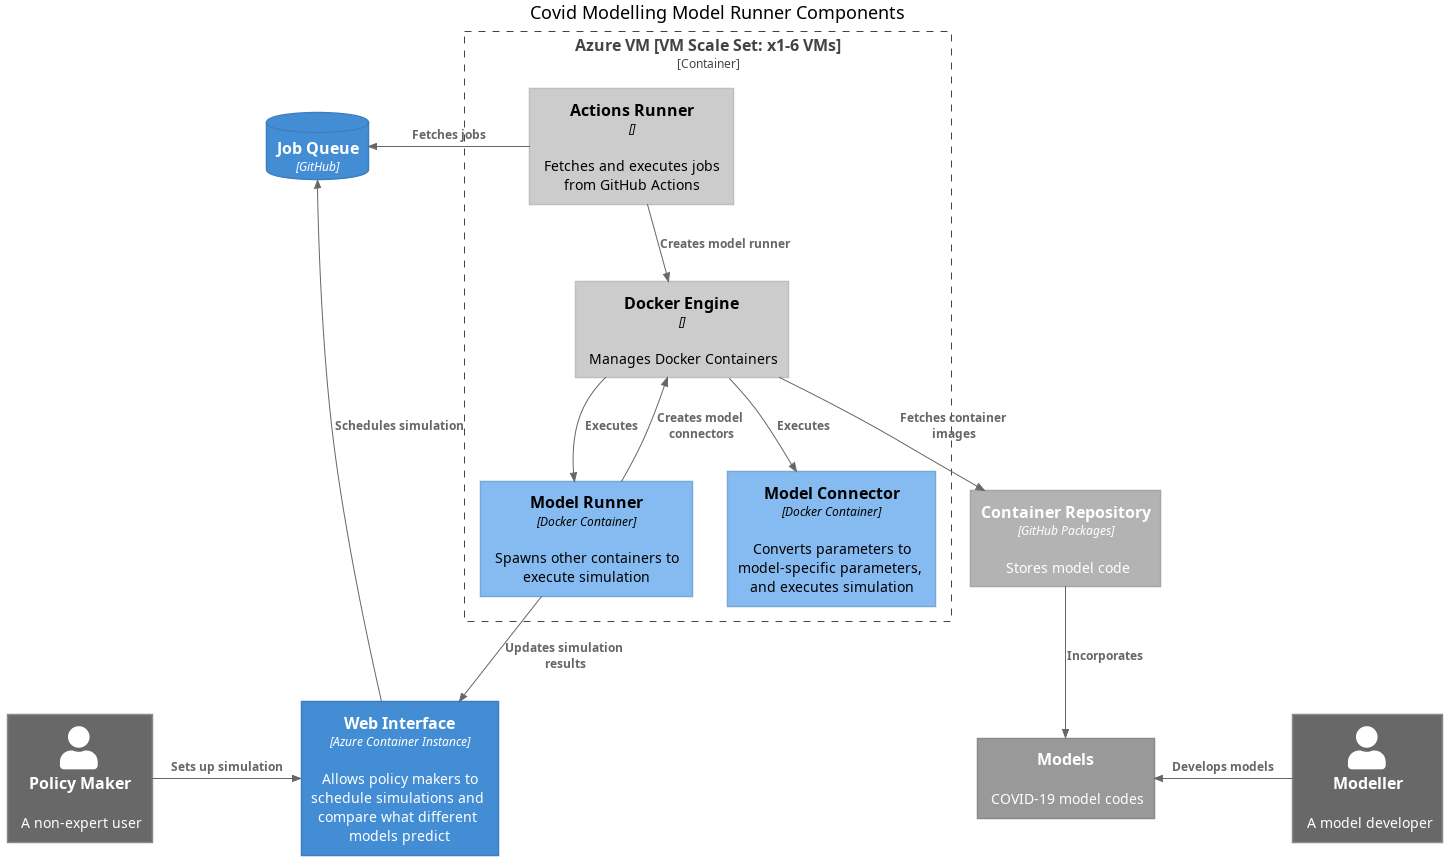 Covid Modelling Model Runner Components
Azure VM [VM Scale Set: x1-6 VMs]
[Container]
Actions Runner
[]
Fetches and executes jobs
from GitHub Actions
Fetches jobs
Job Queue
[GitHub]
Creates model runner
Docker Engine
[]
Manages Docker Containers
Schedules simulation
Executes
Creates model
connectors
Executes
Fetches container
images
Model Runner
[Docker Container]
Spawns other containers to
execute simulation
Model Connector
[Docker Container]
Converts parameters to
model-specific parameters,
and executes simulation
Container Repository
[GitHub Packages]
Stores model code
Updates simulation
results
Incorporates
Policy Maker
A non-expert user
Sets up simulation
Web Interface
[Azure Container Instance]
Allows policy makers to
schedule simulations and
compare what different
models predict
Models
COVID-19 model codes
Develops models
Modeller
A model developer